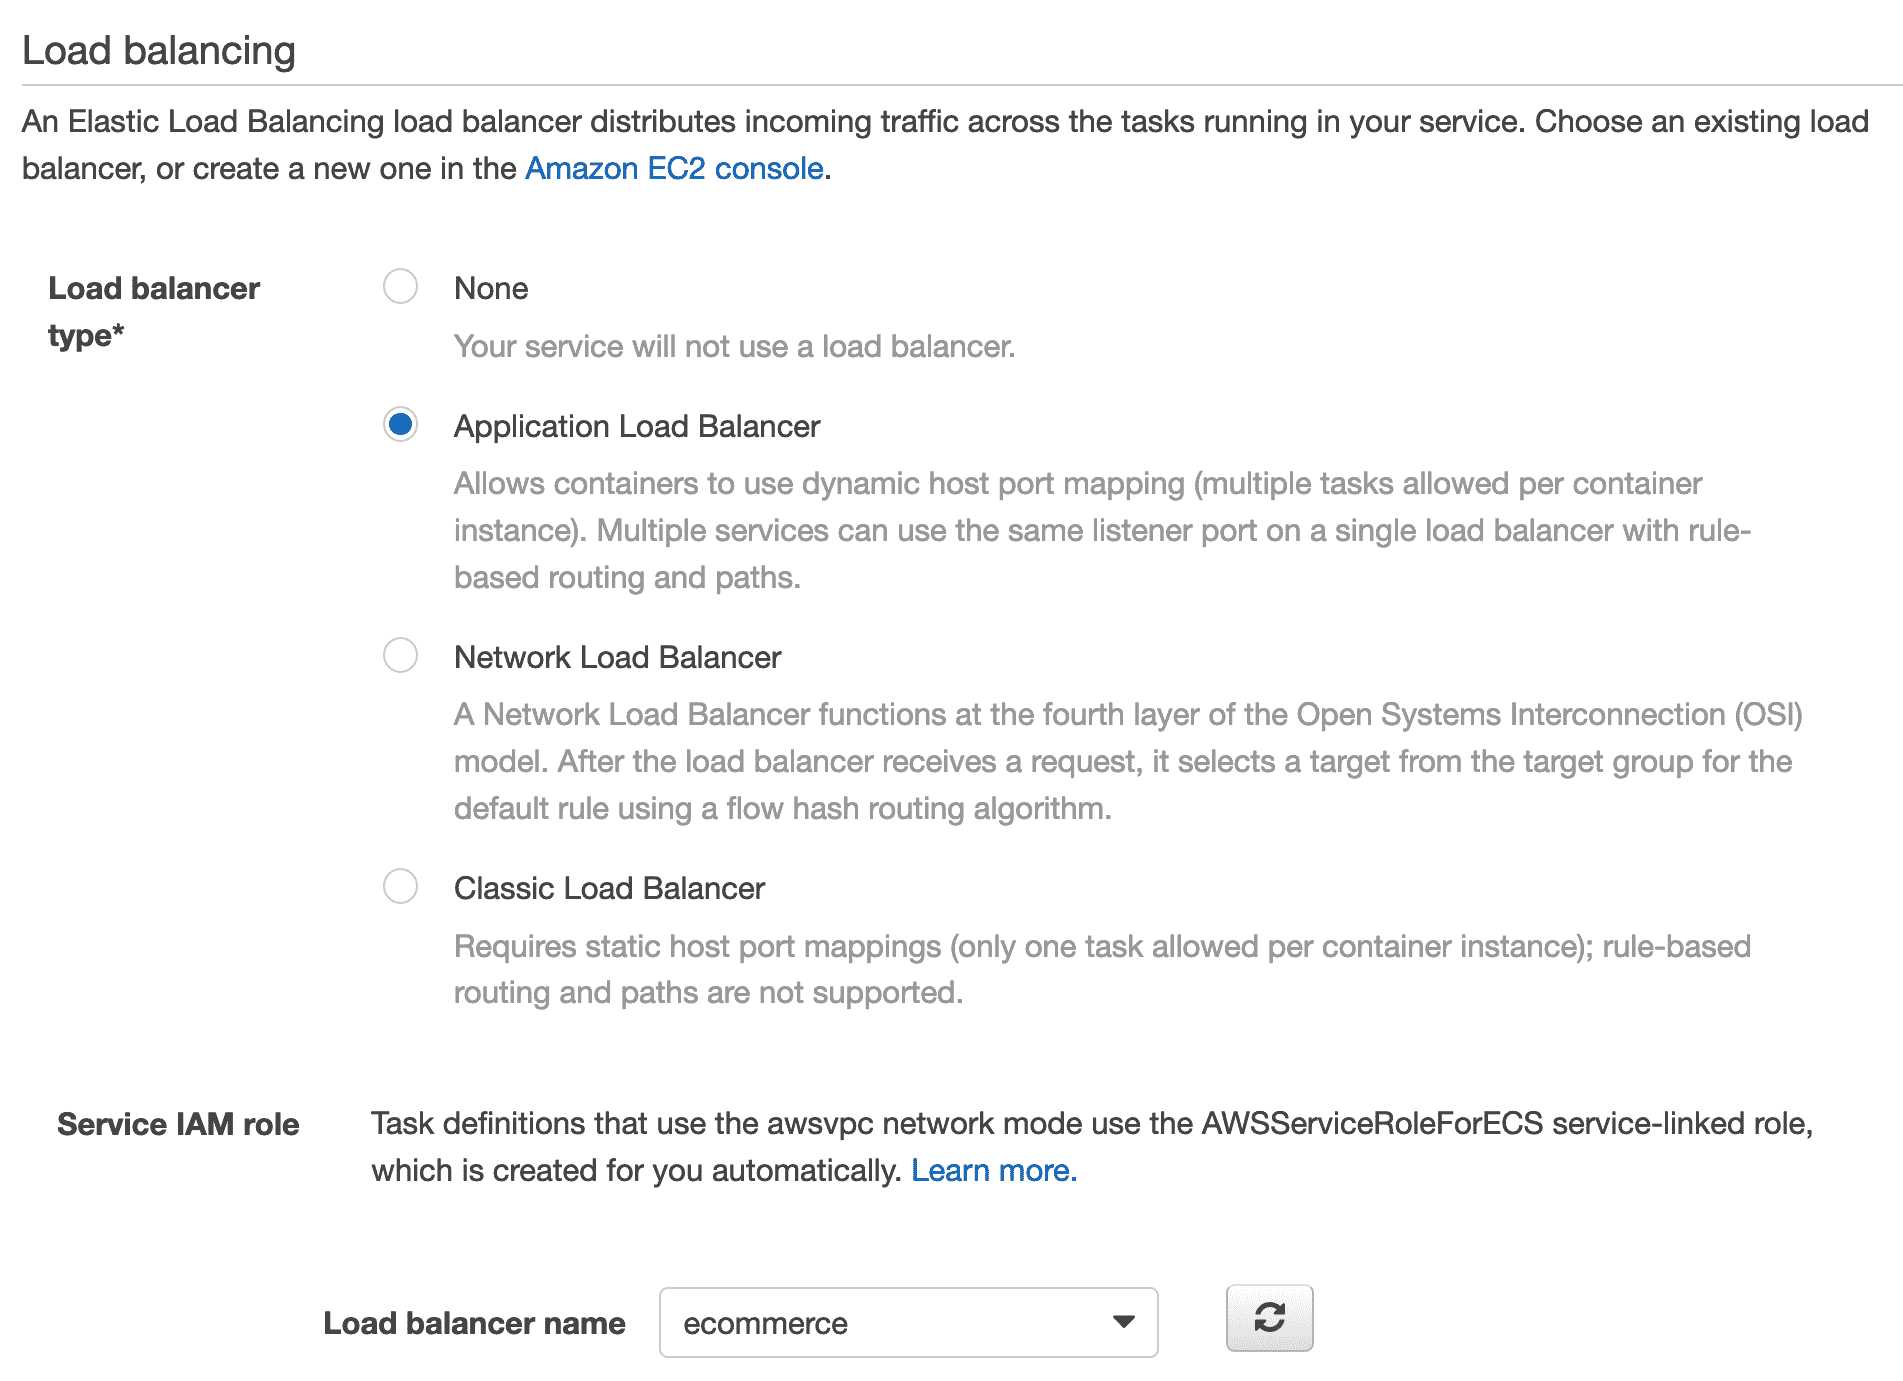 Load balancing
An Elastic Load Balancing load balancer distributes incoming traffic across the tasks running in your service. Choose an existing load
balancer, or create a new one in the Amazon EC2 console.
Load balancer
type*
None
Your service will not use a load balancer.
Application Load Balancer
Allows containers to use dynamic host port mapping (multiple tasks allowed per container
instance). Multiple services can use the same listener port on a single load balancer with rule-
based routing and paths.
Network Load Balancer
A Network Load Balancer functions at the fourth layer of the Open Systems Interconnection (OSI)
model. After the load balancer receives a request, it selects a target from the target group for the
default rule using a flow hash routing algorithm.
Classic Load Balancer
Requires static host port mappings (only one task allowed per container instance); rule-based
routing and paths are not supported.
Service IAM role
Task definitions that use the awsvpc network mode use the AWSServiceRoleForECS service-linked role,
which is created for you automatically. Learn more.
Load balancer name
ecommerce